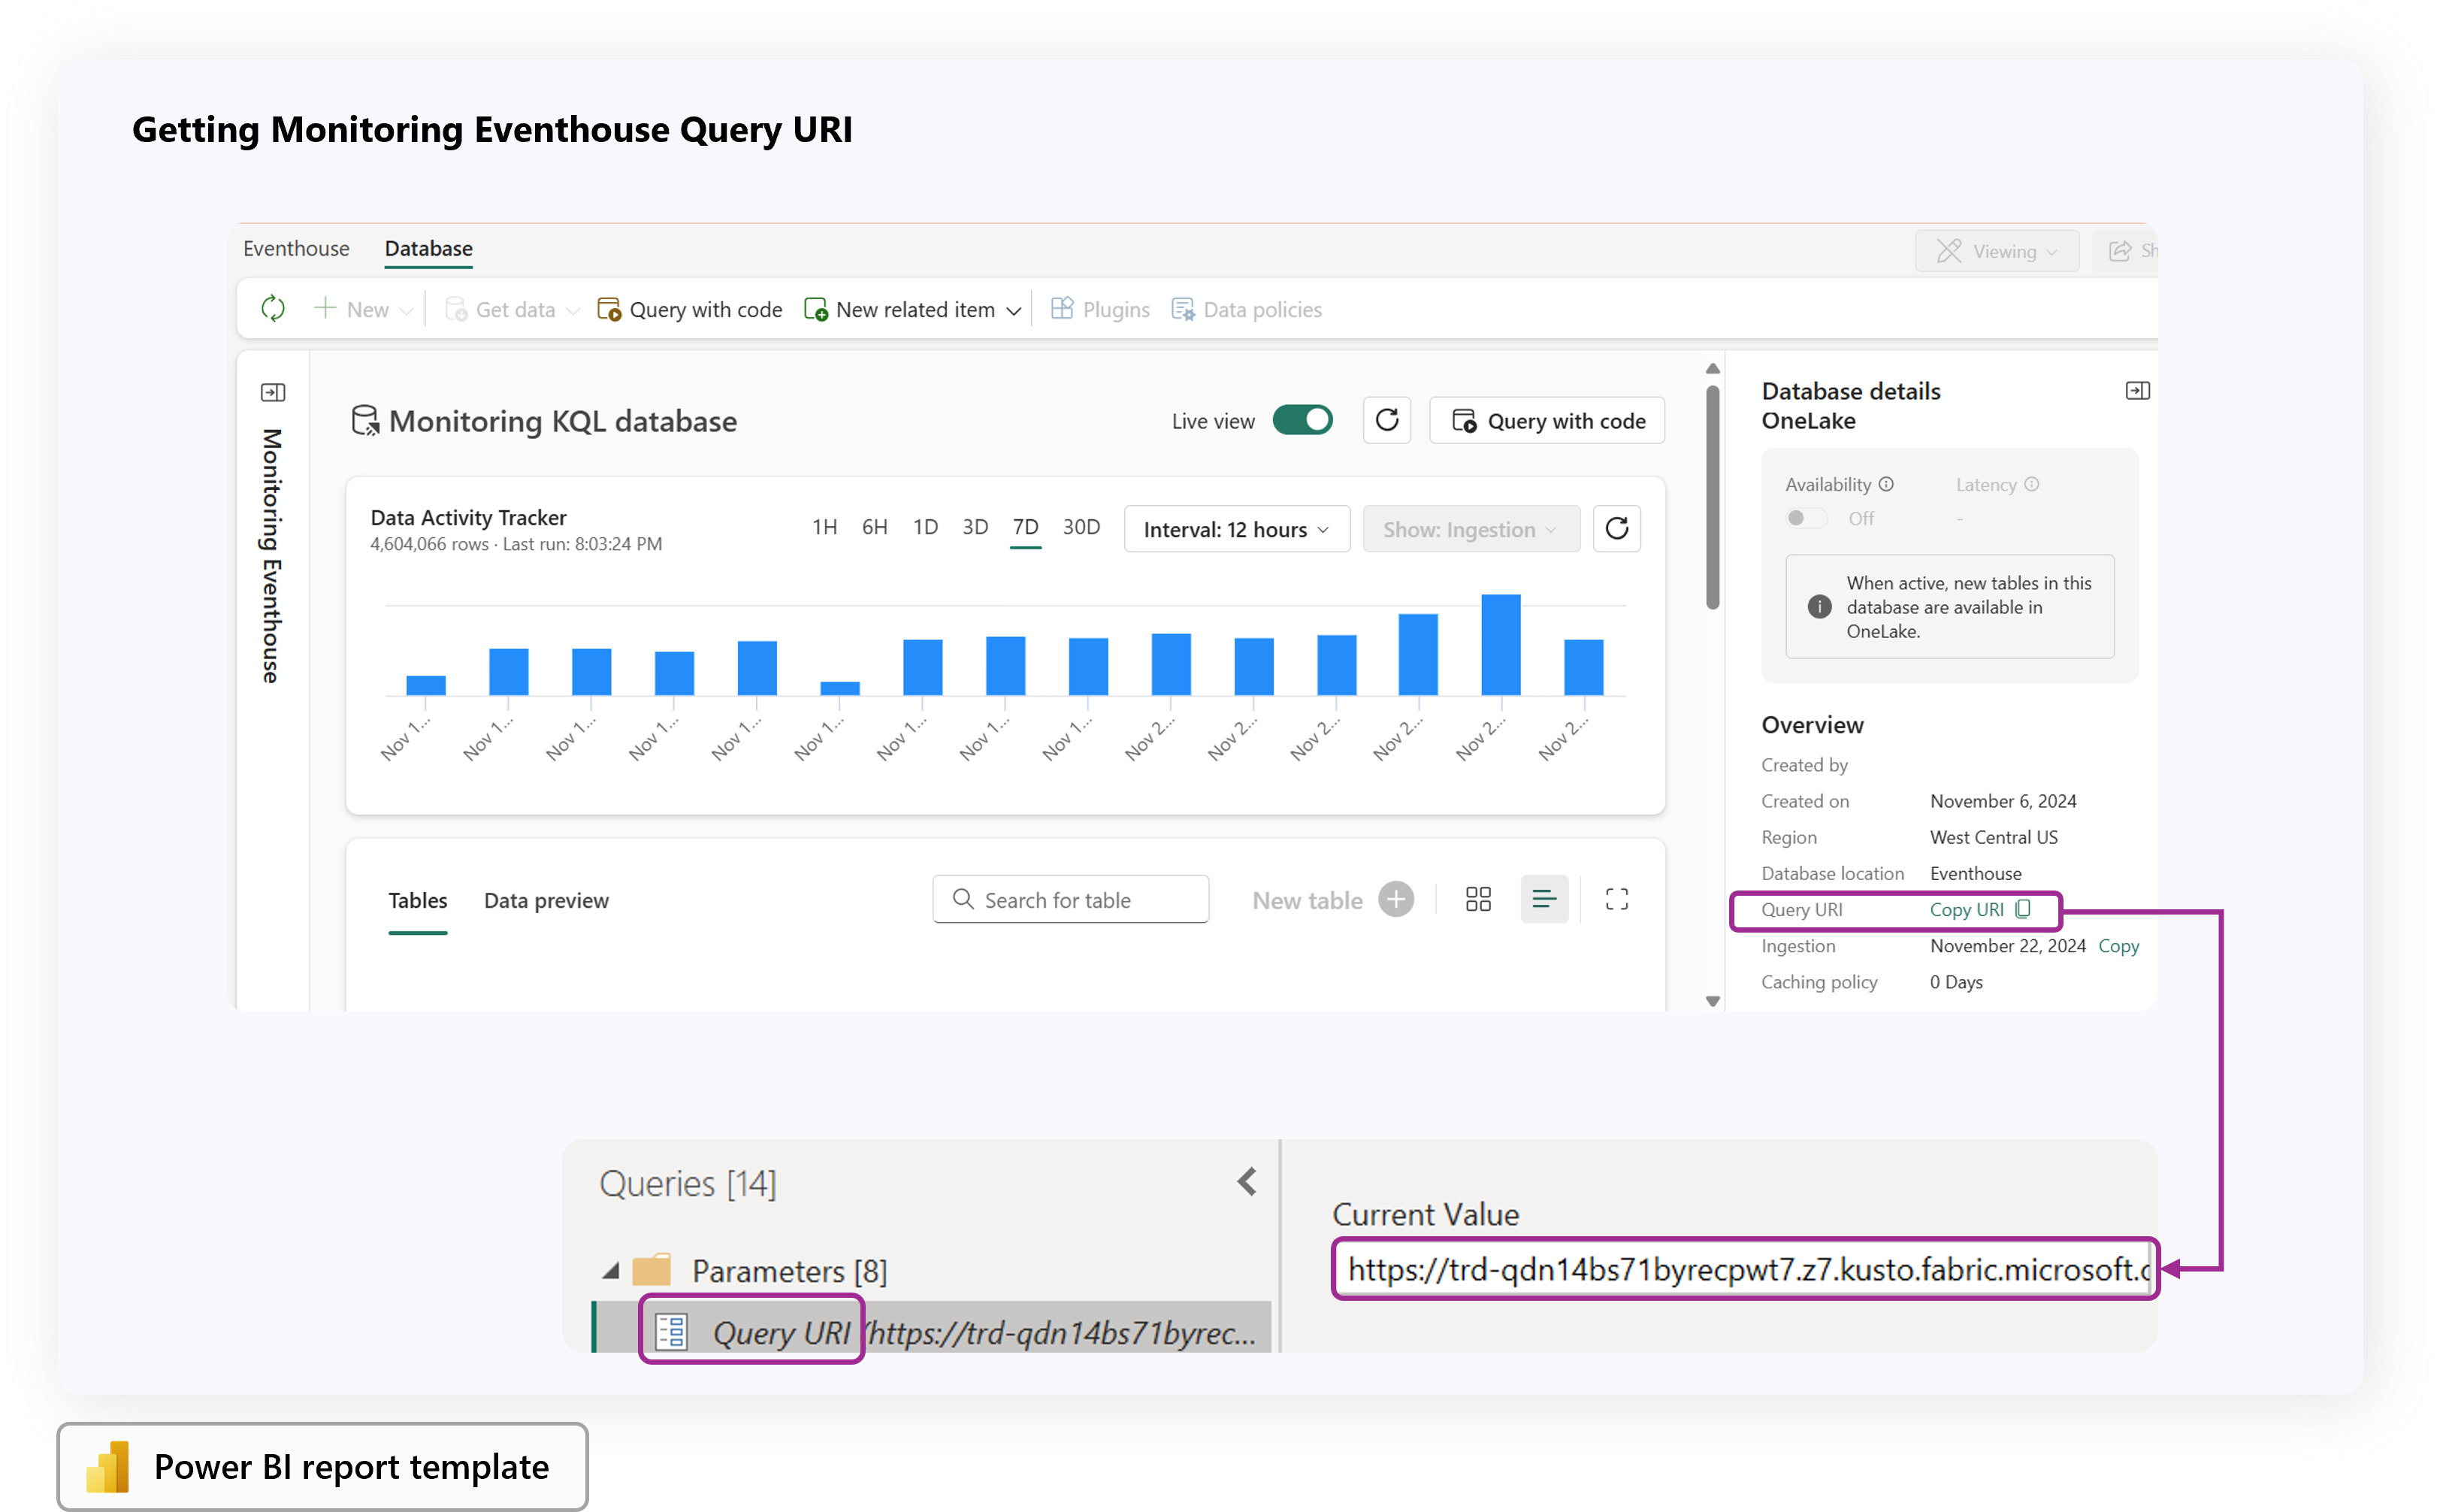 Getting Monitoring Eventhouse Query URI
Eventhouse Database
Viewing
Sh
New Get data Query with code New related item Plugins Data policies
Monitoring Eventhouse
Monitoring KQL database
Live view
Query with code
Data Activity Tracker
4,604,066 rows · Last run: 8:03:24 PM
1H 6H 1D 3D 7D 30D
Interval: 12 hours
Show: Ingestion
Nov 1... Nov 1... Nov 1... Nov 1... Nov 1... Nov 1... Nov 1... Nov 1... Nov 1... Nov 2... Nov 2... Nov 2... Nov 2... Nov 2... Nov 2...
Tables Data preview
Search for table
New table
Database details
OneLake
Availability Latency
Off -
When active, new tables in this
database are available in
OneLake.
Overview
Created by
Created on November 6, 2024
Region West Central US
Database location Eventhouse
Query URI Copy URI
Ingestion November 22, 2024 Copy
Caching policy 0 Days
Queries [14]
Parameters [8]
Query URI (https://trd-qdn14bs71byrec...
Current Value
https://trd-qdn14bs71byrecpwt7.z7.kusto.fabric.microsoft.c
Power BI report template